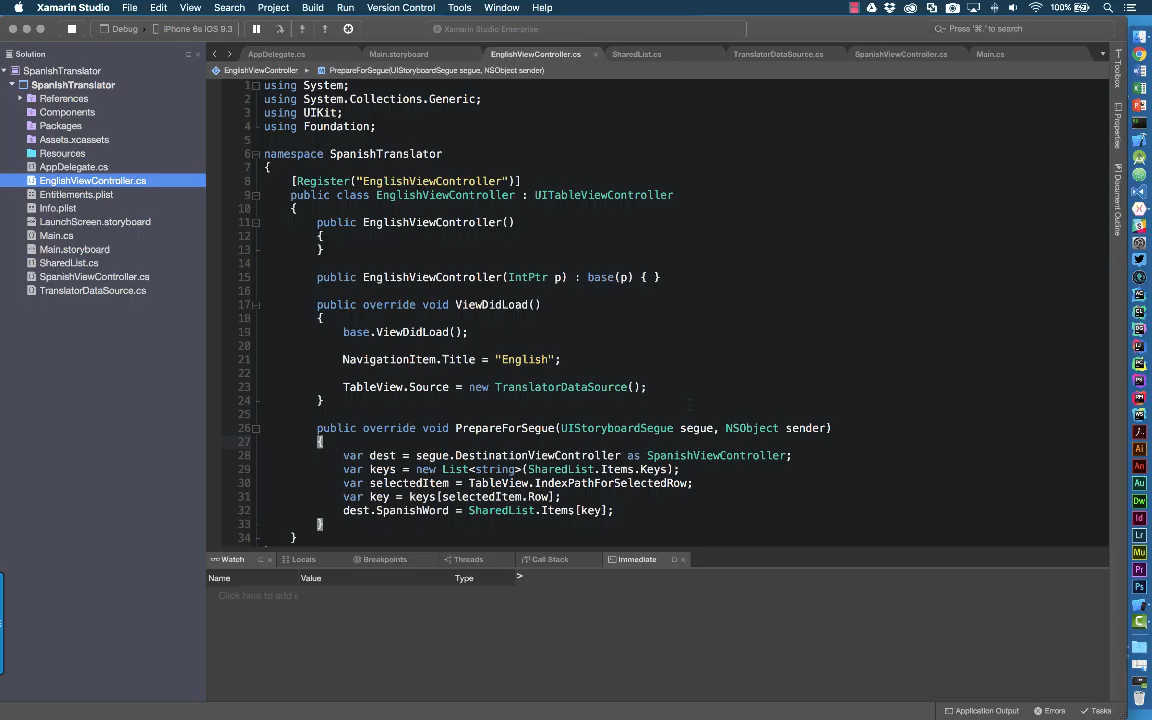 Xamarin Studio File Edit View Search Project Build Run Version Control Tools Window Help 100%
Debug iPhone 6s iOS 9.3 Xamarin Studio Enterprise Press '⌘.' to search
Solution
SpanishTranslator
SpanishTranslator
References
Components
Packages
Assets.xcassets
Resources
AppDelegate.cs
EnglishViewController.cs
Entitlements.plist
Info.plist
LaunchScreen.storyboard
Main.cs
Main.storyboard
SharedList.cs
SpanishViewController.cs
TranslatorDataSource.cs
AppDelegate.cs Main.storyboard EnglishViewController.cs SharedList.cs TranslatorDataSource.cs SpanishViewController.cs Main.cs
EnglishViewController PrepareForSegue(UIStoryboardSegue segue, NSObject sender)
1 using System;
2 using System.Collections.Generic;
3 using UIKit;
4 using Foundation;
5
6 namespace SpanishTranslator
7 {
8 [Register("EnglishViewController")]
9 public class EnglishViewController : UITableViewController
10 {
11 public EnglishViewController()
12 {
13 }
14
15 public EnglishViewController(IntPtr p) : base(p) { }
16
17 public override void ViewDidLoad()
18 {
19 base.ViewDidLoad();
20
21 NavigationItem.Title = "English";
22
23 TableView.Source = new TranslatorDataSource();
24 }
25
26 public override void PrepareForSegue(UIStoryboardSegue segue, NSObject sender)
27 {
28 var dest = segue.DestinationViewController as SpanishViewController;
29 var keys = new List<string>(SharedList.Items.Keys);
30 var selectedItem = TableView.IndexPathForSelectedRow;
31 var key = keys[selectedItem.Row];
32 dest.SpanishWord = SharedList.Items[key];
33 }
34 }
Toolbox
Properties
Document Outline
Watch Locals Breakpoints Threads Call Stack Immediate
Name Value Type >
Click here to add
Application Output Errors Tasks